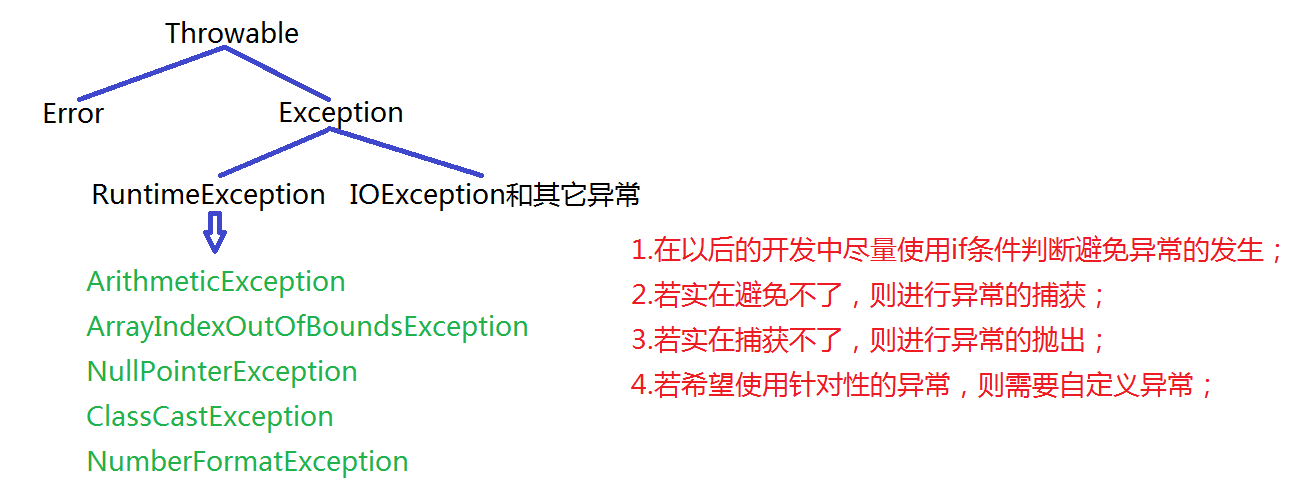 Throwable
Error
Exception
RuntimeException
IOException和其它异常
ArithmeticException
ArrayIndexOutOfBoundsException
NullPointerException
ClassCastException
NumberFormatException
1.在以后的开发中尽量使用if条件判断避免异常的发生；
2.若实在避免不了，则进行异常的捕获；
3.若实在捕获不了，则进行异常的抛出；
4.若希望使用针对性的异常，则需要自定义异常；